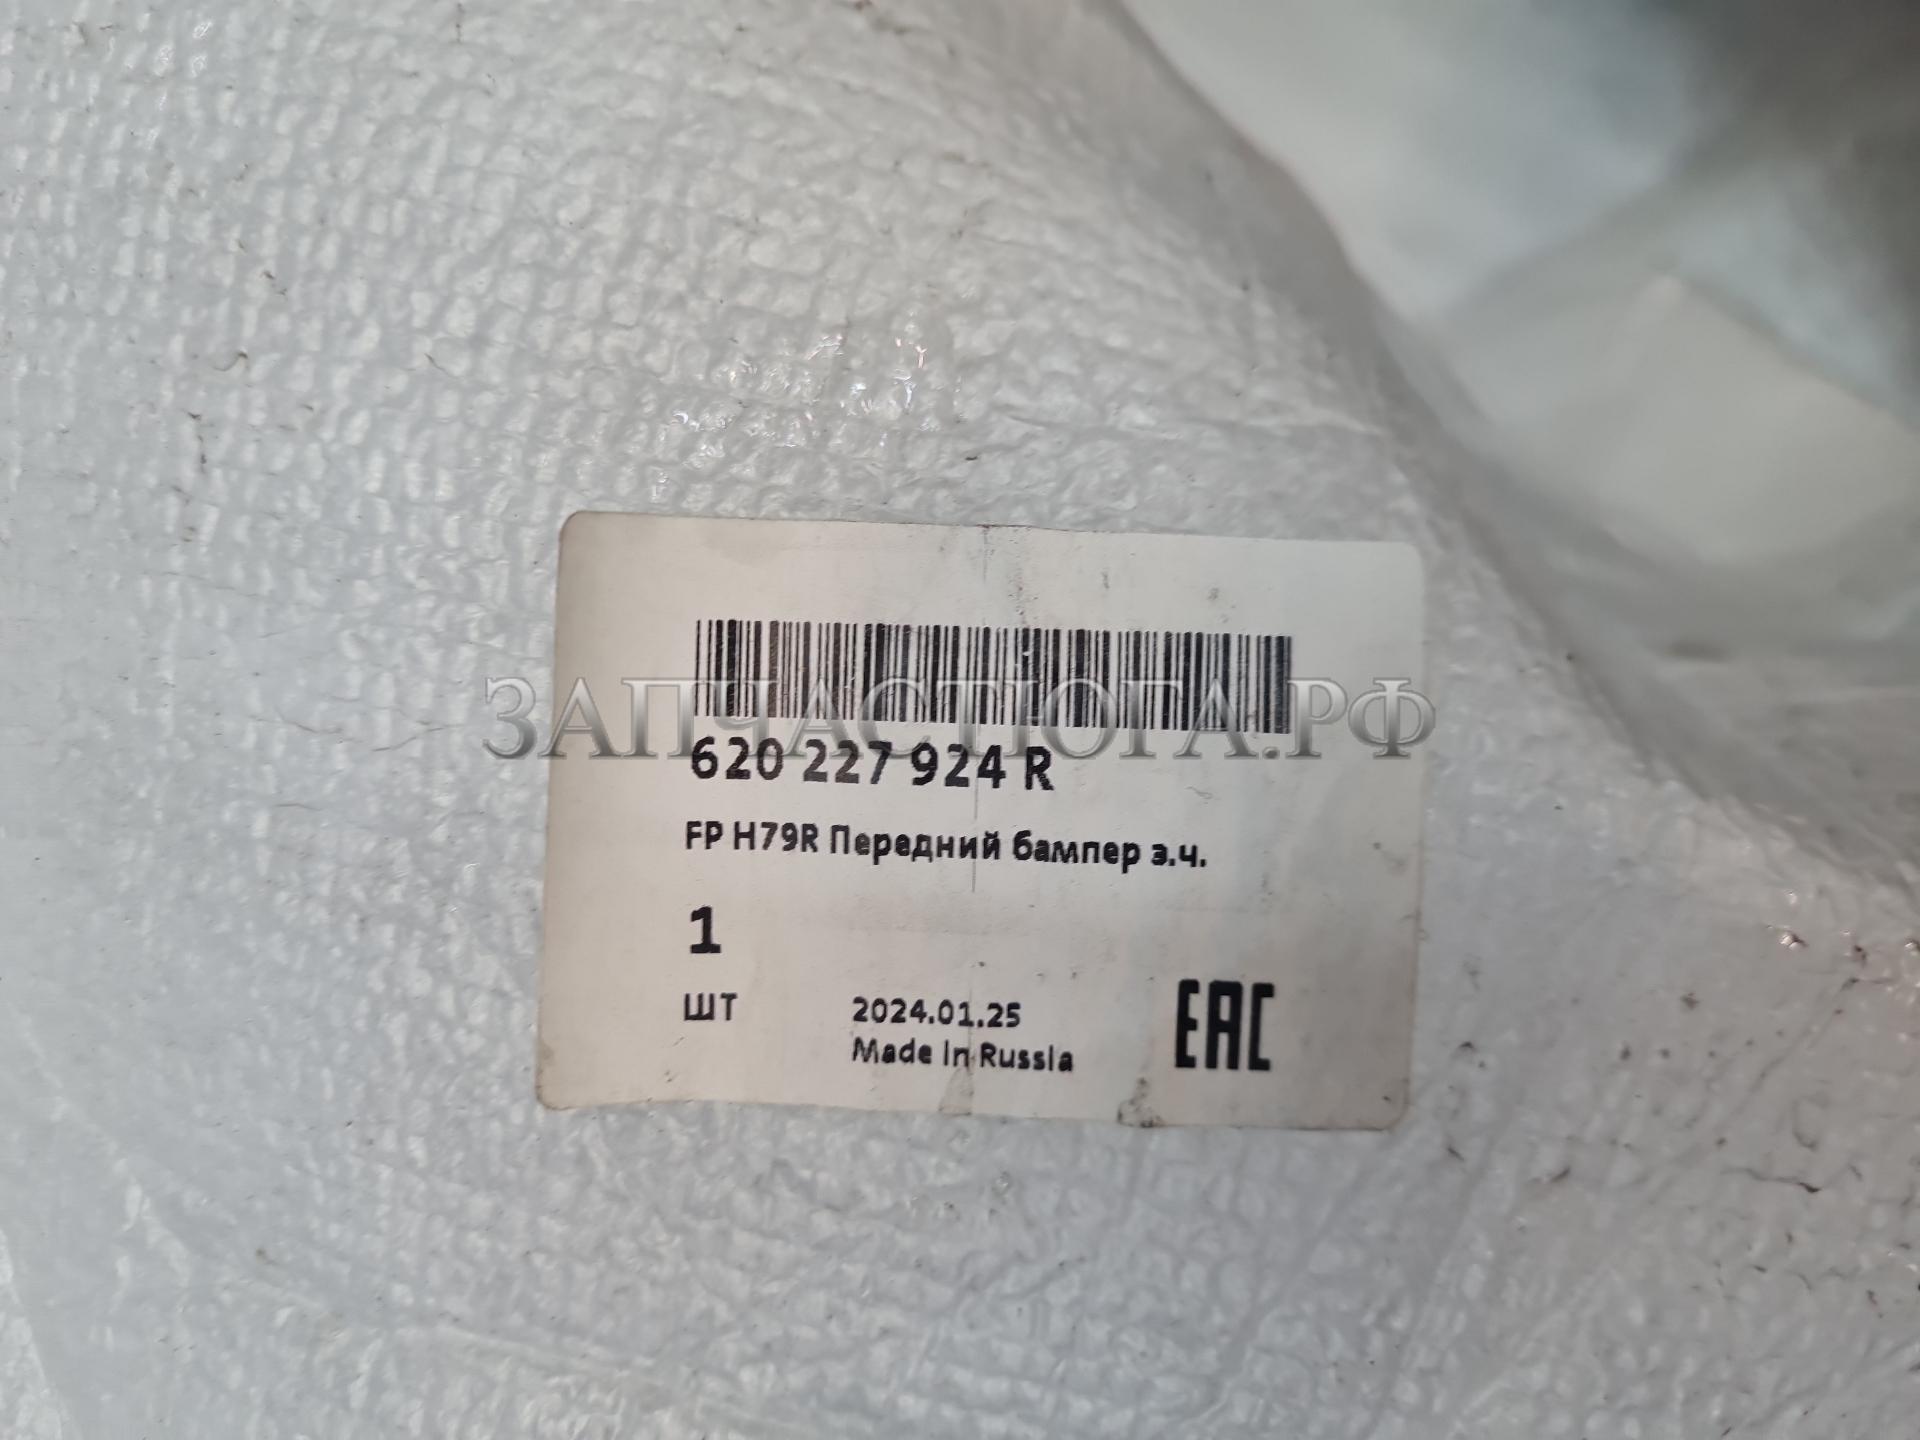 ЗАПЧАСТЮГА.РФ
620 227 924 R
FP H79R Передний бампер з.ч.
1
ШТ
2024.01.25
Made in Russia
EAC